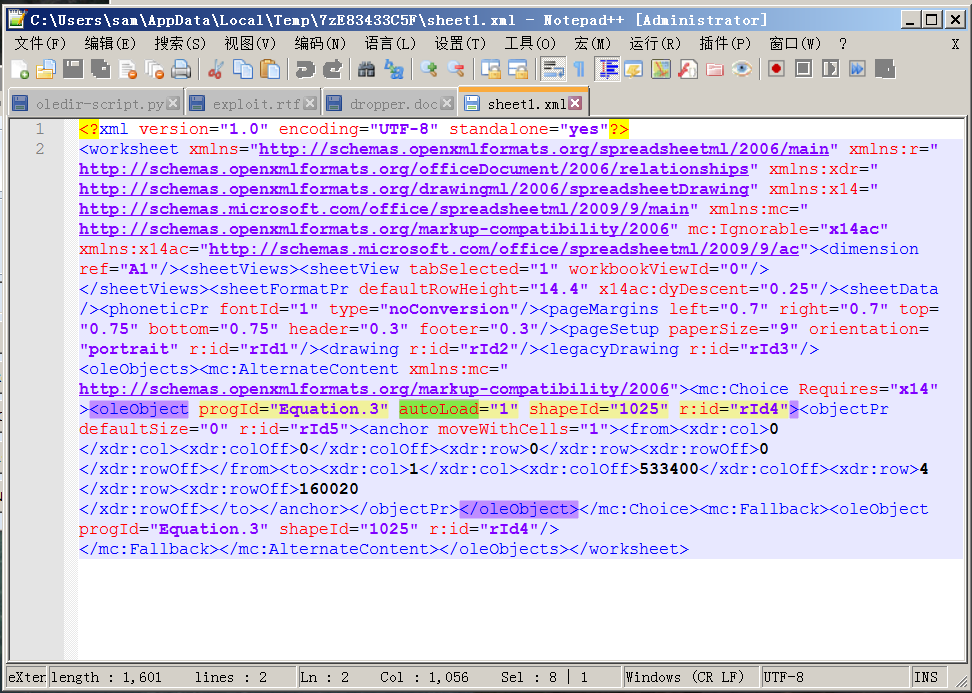 C:\Users\sam\AppData\Local\Temp\7zE83433C5F\sheet1.xml - Notepad++ [Administrator]
文件(F) 编辑(E) 搜索(S) 视图(V) 编码(N) 语言(L) 设置(T) 工具(O) 宏(M) 运行(R) 插件(P) 窗口(W) ? X
oledir-script.py exploit.rtf dropper.doc sheet1.xml
1 <?xml version="1.0" encoding="UTF-8" standalone="yes"?>
2 <worksheet xmlns="http://schemas.openxmlformats.org/spreadsheetml/2006/main" xmlns:r="
http://schemas.openxmlformats.org/officeDocument/2006/relationships" xmlns:xdr="
http://schemas.openxmlformats.org/drawingml/2006/spreadsheetDrawing" xmlns:x14="
http://schemas.microsoft.com/office/spreadsheetml/2009/9/main" xmlns:mc="
http://schemas.openxmlformats.org/markup-compatibility/2006" mc:Ignorable="x14ac"
xmlns:x14ac="http://schemas.microsoft.com/office/spreadsheetml/2009/9/ac"><dimension
ref="A1"/><sheetViews><sheetView tabSelected="1" workbookViewId="0"/>
</sheetViews><sheetFormatPr defaultRowHeight="14.4" x14ac:dyDescent="0.25"/><sheetData
/><phoneticPr fontId="1" type="noConversion"/><pageMargins left="0.7" right="0.7" top=
"0.75" bottom="0.75" header="0.3" footer="0.3"/><pageSetup paperSize="9" orientation=
"portrait" r:id="rId1"/><drawing r:id="rId2"/><legacyDrawing r:id="rId3"/>
<oleObjects><mc:AlternateContent xmlns:mc="
http://schemas.openxmlformats.org/markup-compatibility/2006"><mc:Choice Requires="x14"
><oleObject progId="Equation.3" autoLoad="1" shapeId="1025" r:id="rId4"><objectPr
defaultSize="0" r:id="rId5"><anchor moveWithCells="1"><from><xdr:col>0
</xdr:col><xdr:colOff>0</xdr:colOff><xdr:row>0</xdr:row><xdr:rowOff>0
</xdr:rowOff></from><to><xdr:col>1</xdr:col><xdr:colOff>533400</xdr:colOff><xdr:row>4
</xdr:row><xdr:rowOff>160020
</xdr:rowOff></to></anchor></objectPr></oleObject></mc:Choice><mc:Fallback><oleObject
progId="Equation.3" shapeId="1025" r:id="rId4"/>
</mc:Fallback></mc:AlternateContent></oleObjects></worksheet>
eXter length : 1,601 lines : 2 Ln : 2 Col : 1,056 Sel : 8 | 1 Windows (CR LF) UTF-8 INS